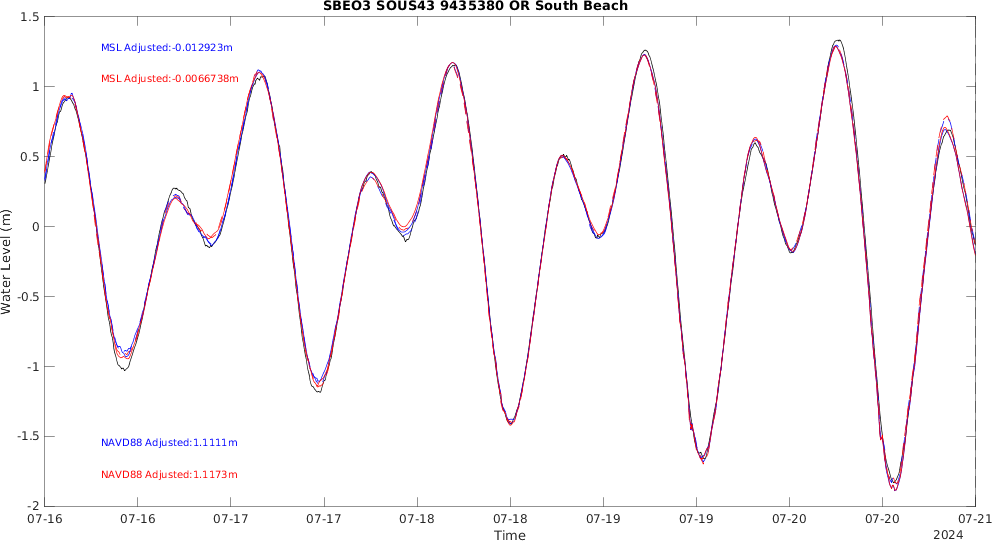 SBEO3 SOUS43 9435380 OR South Beach
1.5
MSL Adjusted:-0.012923m
MSL Adjusted:-0.0066738m
1
0.5
0
-0.5
-1
-1.5
-2
Water Level (m)
NAVD88 Adjusted:1.1111m
NAVD88 Adjusted:1.1173m
07-16 07-16 07-17 07-17 07-18 07-18 07-19 07-19 07-20 07-20 07-21
Time
2024